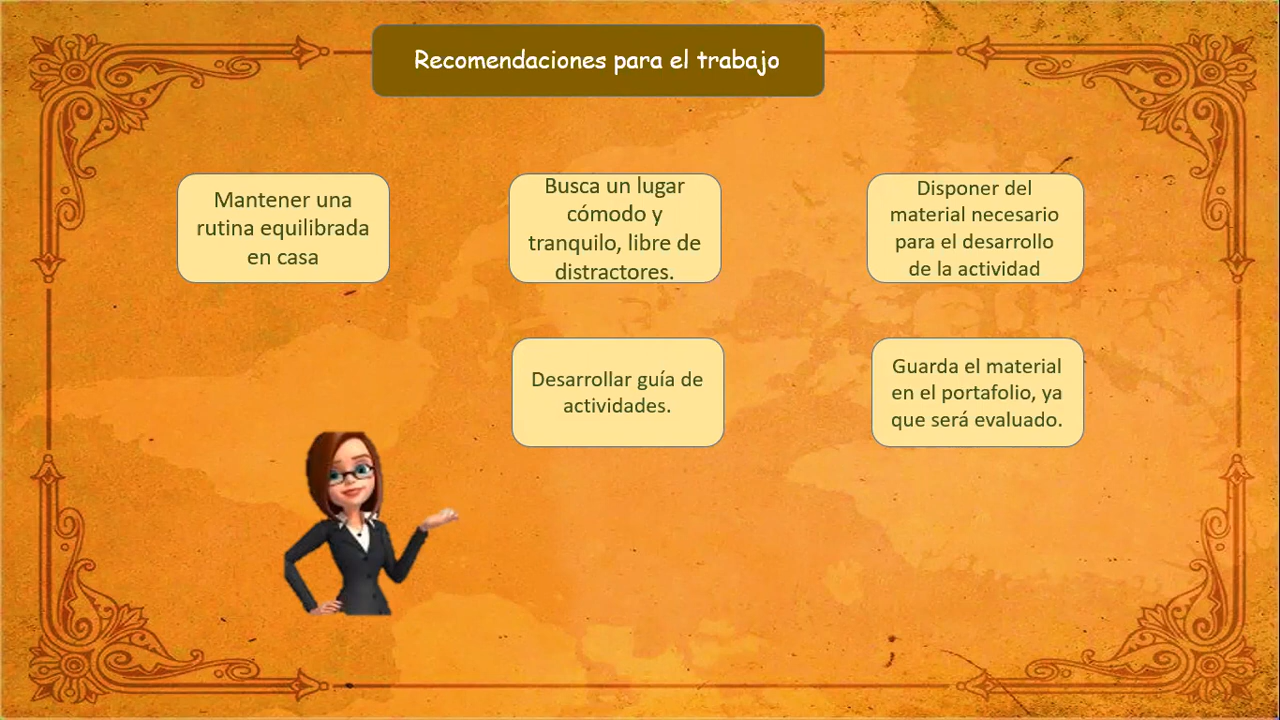 Recomendaciones para el trabajo
Mantener una
rutina equilibrada
en casa
Busca un lugar
cómodo y
tranquilo, libre de
distractores.
Disponer del
material necesario
para el desarrollo
de la actividad
Desarrollar guía de
actividades.
Guarda el material
en el portafolio, ya
que será evaluado.